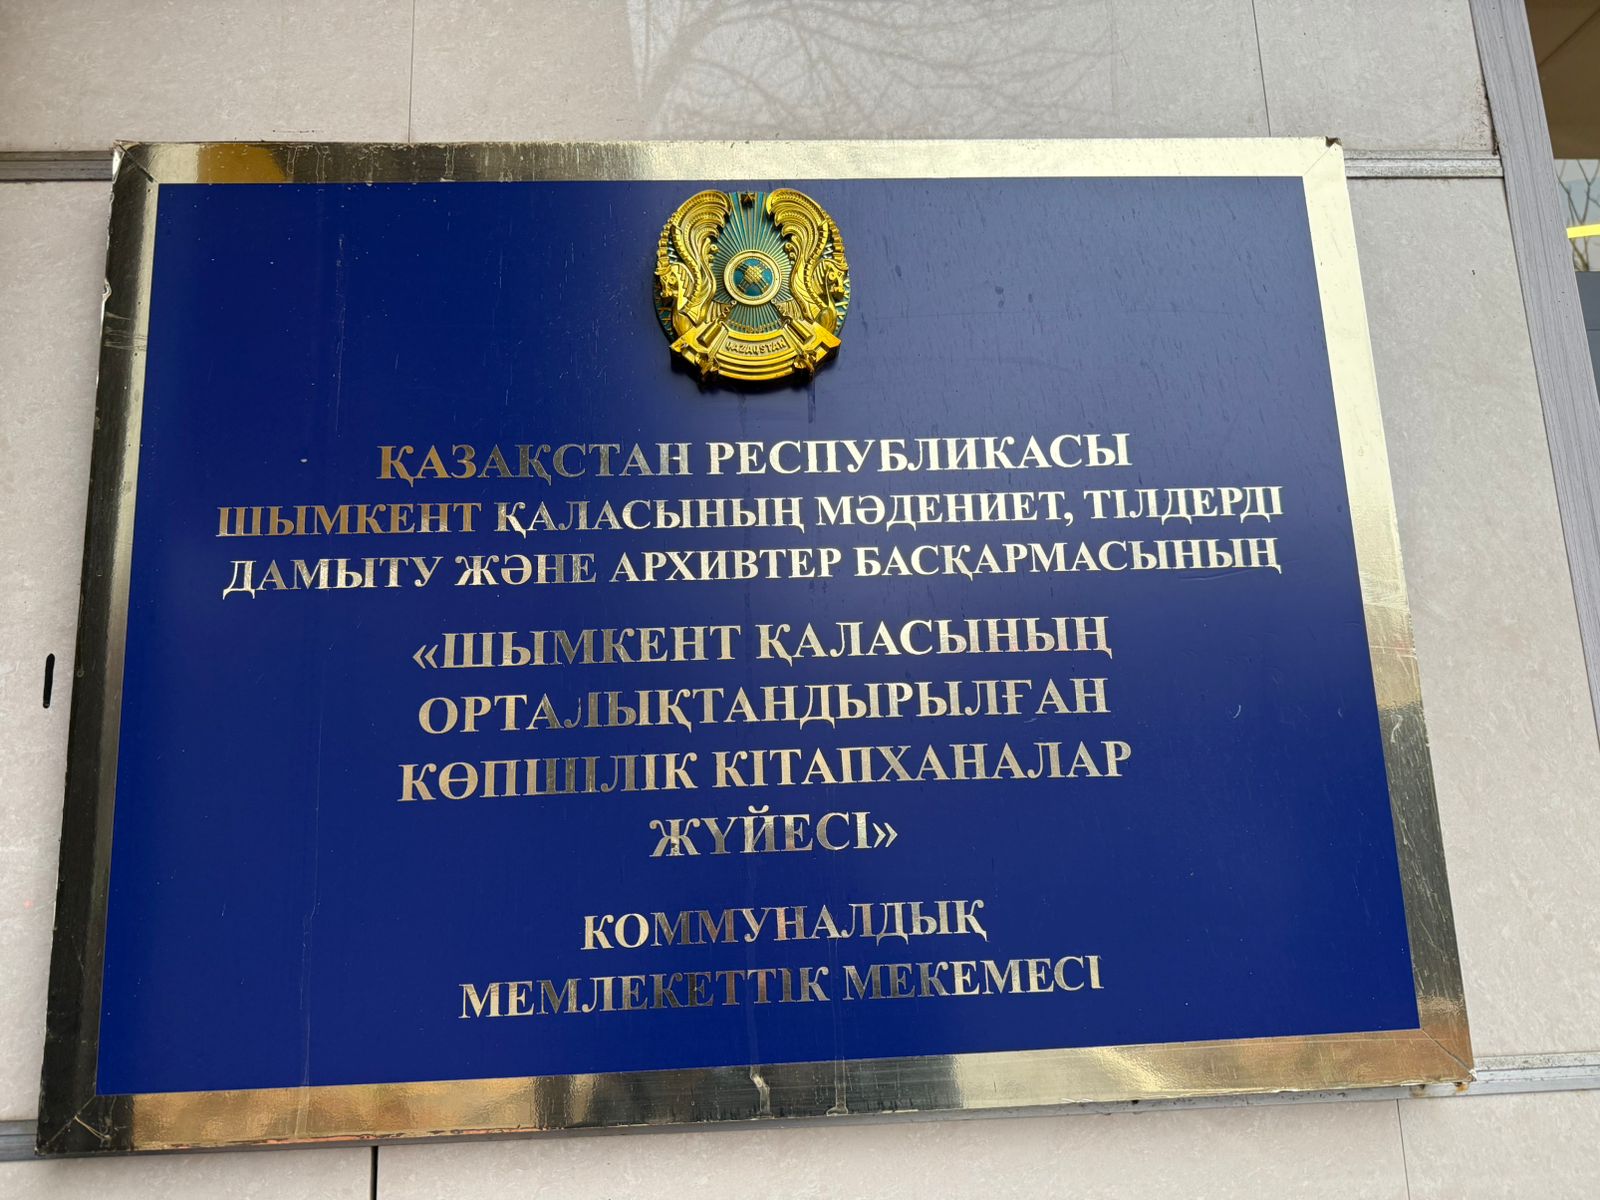 QAZAQSTAN
ҚАЗАҚСТАН РЕСПУБЛИКАСЫ
ШЫМКЕНТ ҚАЛАСЫНЫҢ МӘДЕНИЕТ, ТІЛДЕРДІ
ДАМЫТУ ЖӘНЕ АРХИВТЕР БАСҚАРМАСЫНЫҢ
«ШЫМКЕНТ ҚАЛАСЫНЫҢ
ОРТАЛЫҚТАНДЫРЫЛҒАН
КӨПШІЛІК КІТАПХАНАЛАР
ЖҮЙЕСІ»
КОММУНАЛДЫҚ
МЕМЛЕКЕТТІК МЕКЕМЕСІ